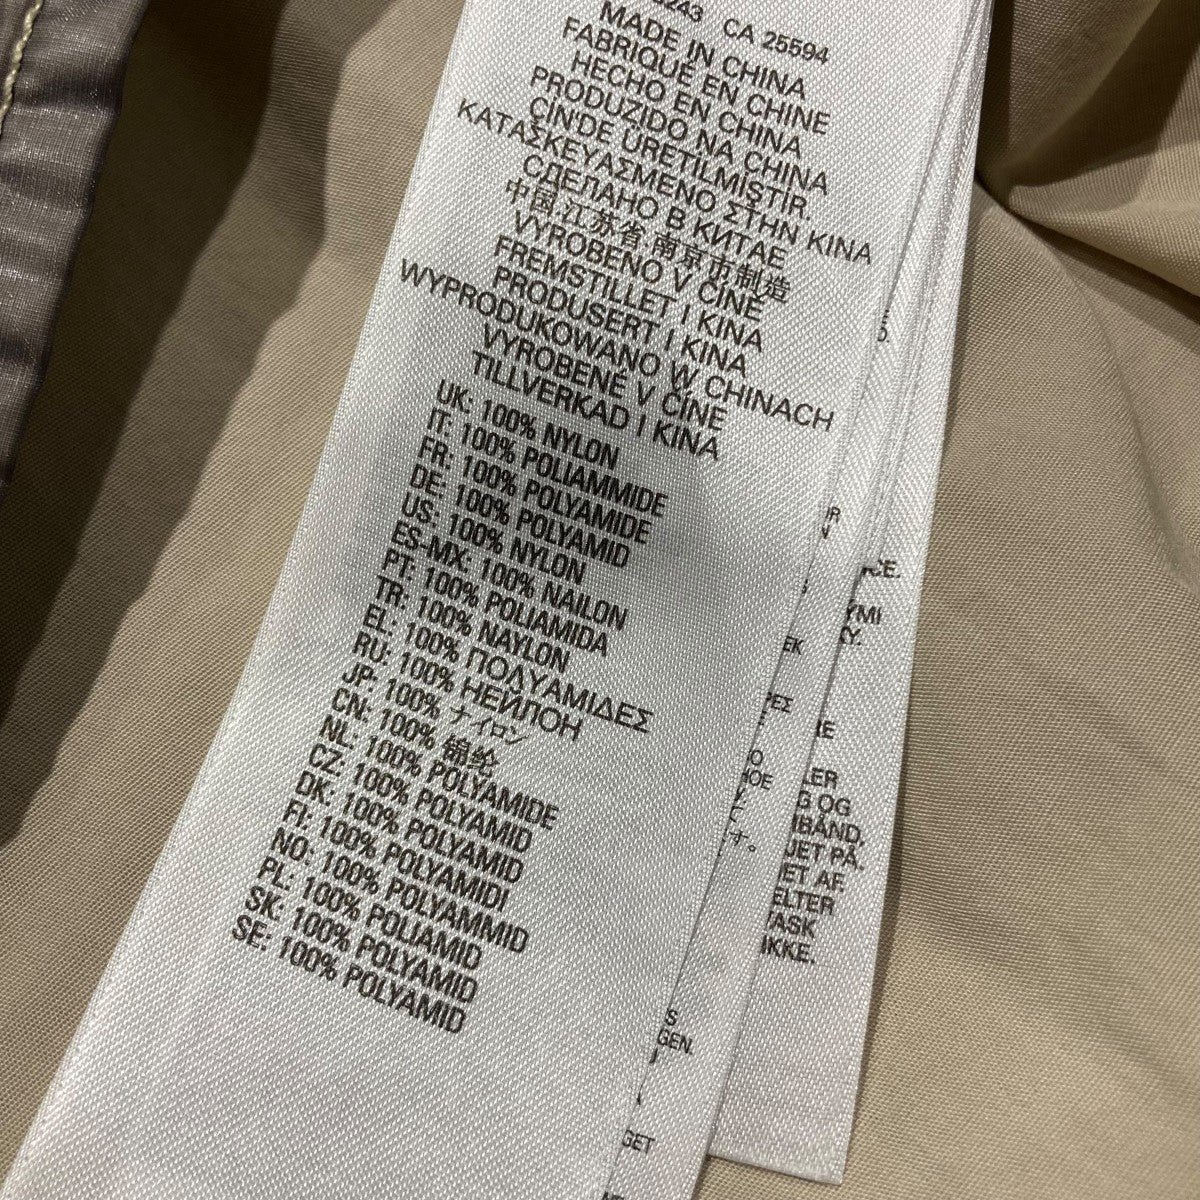 CA 25594
MADE IN CHINA
FABRIQUÉ EN CHINE
HECHO EN CHINA
PRODUZIDO NA CHINA
ÇİN'DE ÜRETİLMİŞTİR.
ΚΑΤΑΣΚΕΥΑΣΜΕΝΟ ΣΤΗΝ ΚΙΝΑ
СДЕЛАНО В КИТАЕ
中国.江苏省.南京市制造
VYROBENO V ČÍNĚ
FREMSTILLET I KINA
PRODUSERT I KINA
WYPRODUKOWANO W CHINACH
VYROBENÉ V ČÍNE
TILLVERKAD I KINA
UK: 100% NYLON
IT: 100% POLIAMMIDE
FR: 100% POLYAMIDE
DE: 100% POLYAMID
US: 100% NYLON
ES-MX: 100% NAILON
PT: 100% POLIAMIDA
TR: 100% NAYLON
EL: 100% ΠΟΛΥΑΜΙΔΕΣ
RU: 100% НЕЙЛОН
JP: 100% ナイロン
CN: 100% 锦纶
NL: 100% POLYAMIDE
CZ: 100% POLYAMID
DK: 100% POLYAMID
FI: 100% POLYAMIDI
NO: 100% POLYAMMID
PL: 100% POLIAMID
SK: 100% POLYAMID
SE: 100% POLYAMID